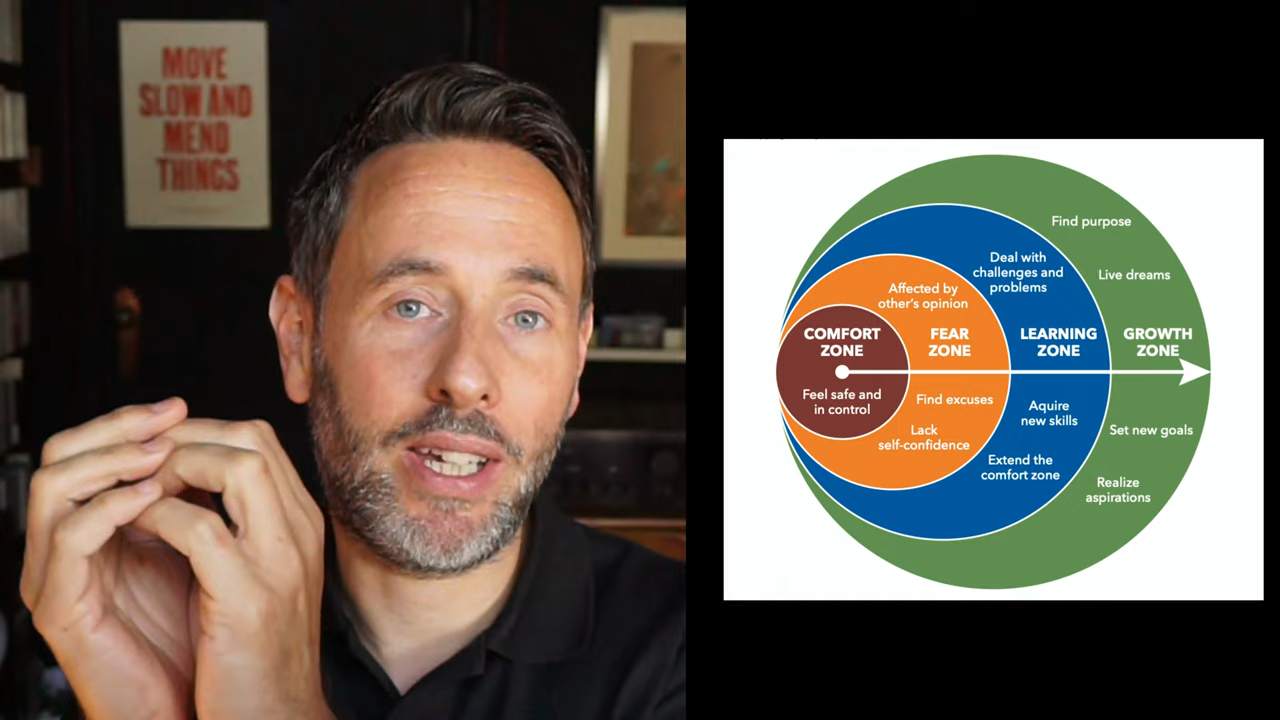 MOVE
SLOW AND
MEND
THINGS
Find purpose
Deal with
challenges and
problems
Live dreams
Affected by
other's opinion
COMFORT
ZONE
FEAR
ZONE
LEARNING
ZONE
GROWTH
ZONE
Feel safe and
in control
Find excuses
Lack
self-confidence
Aquire
new skills
Extend the
comfort zone
Set new goals
Realize
aspirations